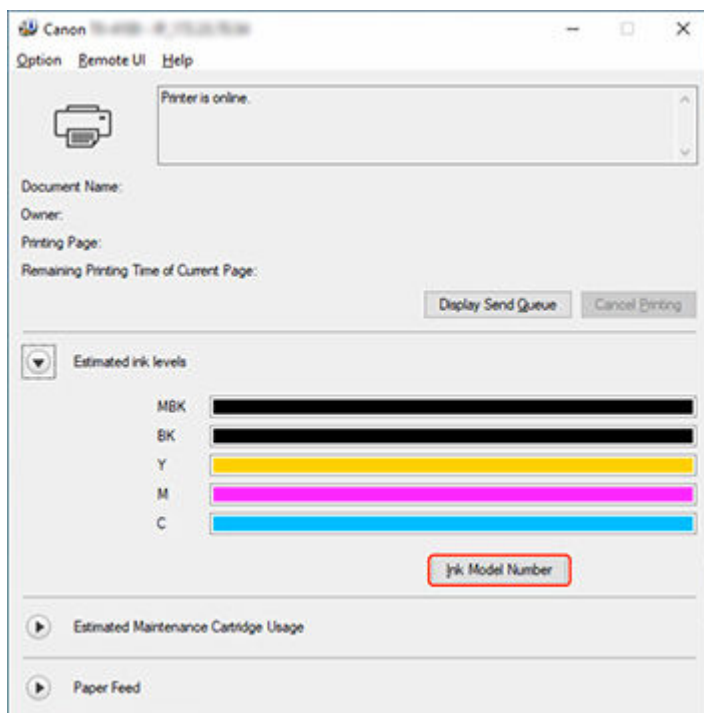 Canon
Option Remote UI Help
Printer is online.
Document Name:
Owner:
Printing Page:
Remaining Printing Time of Current Page:
Display Send Queue Cancel Printing
Estimated ink levels
MBK
BK
Y
M
C
Ink Model Number
Estimated Maintenance Cartridge Usage
Paper Feed